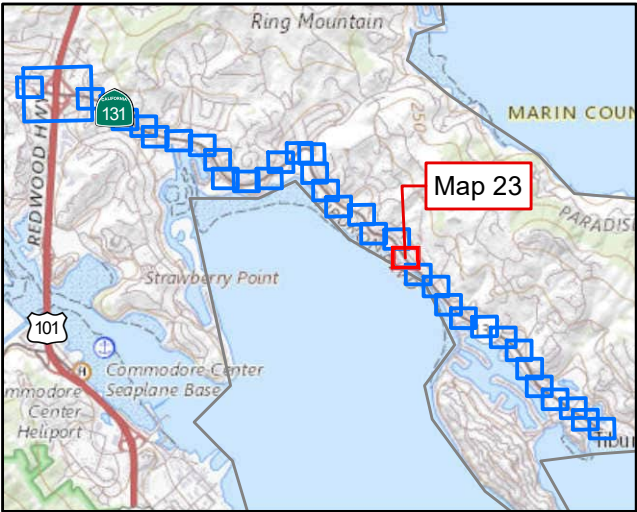 Ring Mountain
CALIFORNIA
131
MARIN COUN
REDWOOD HWY
250
Map 23
PARADIS
Strawberry Point
101
3
Commodore Center
Seaplane Base
H
mmodore
Center
Heliport
Tibur